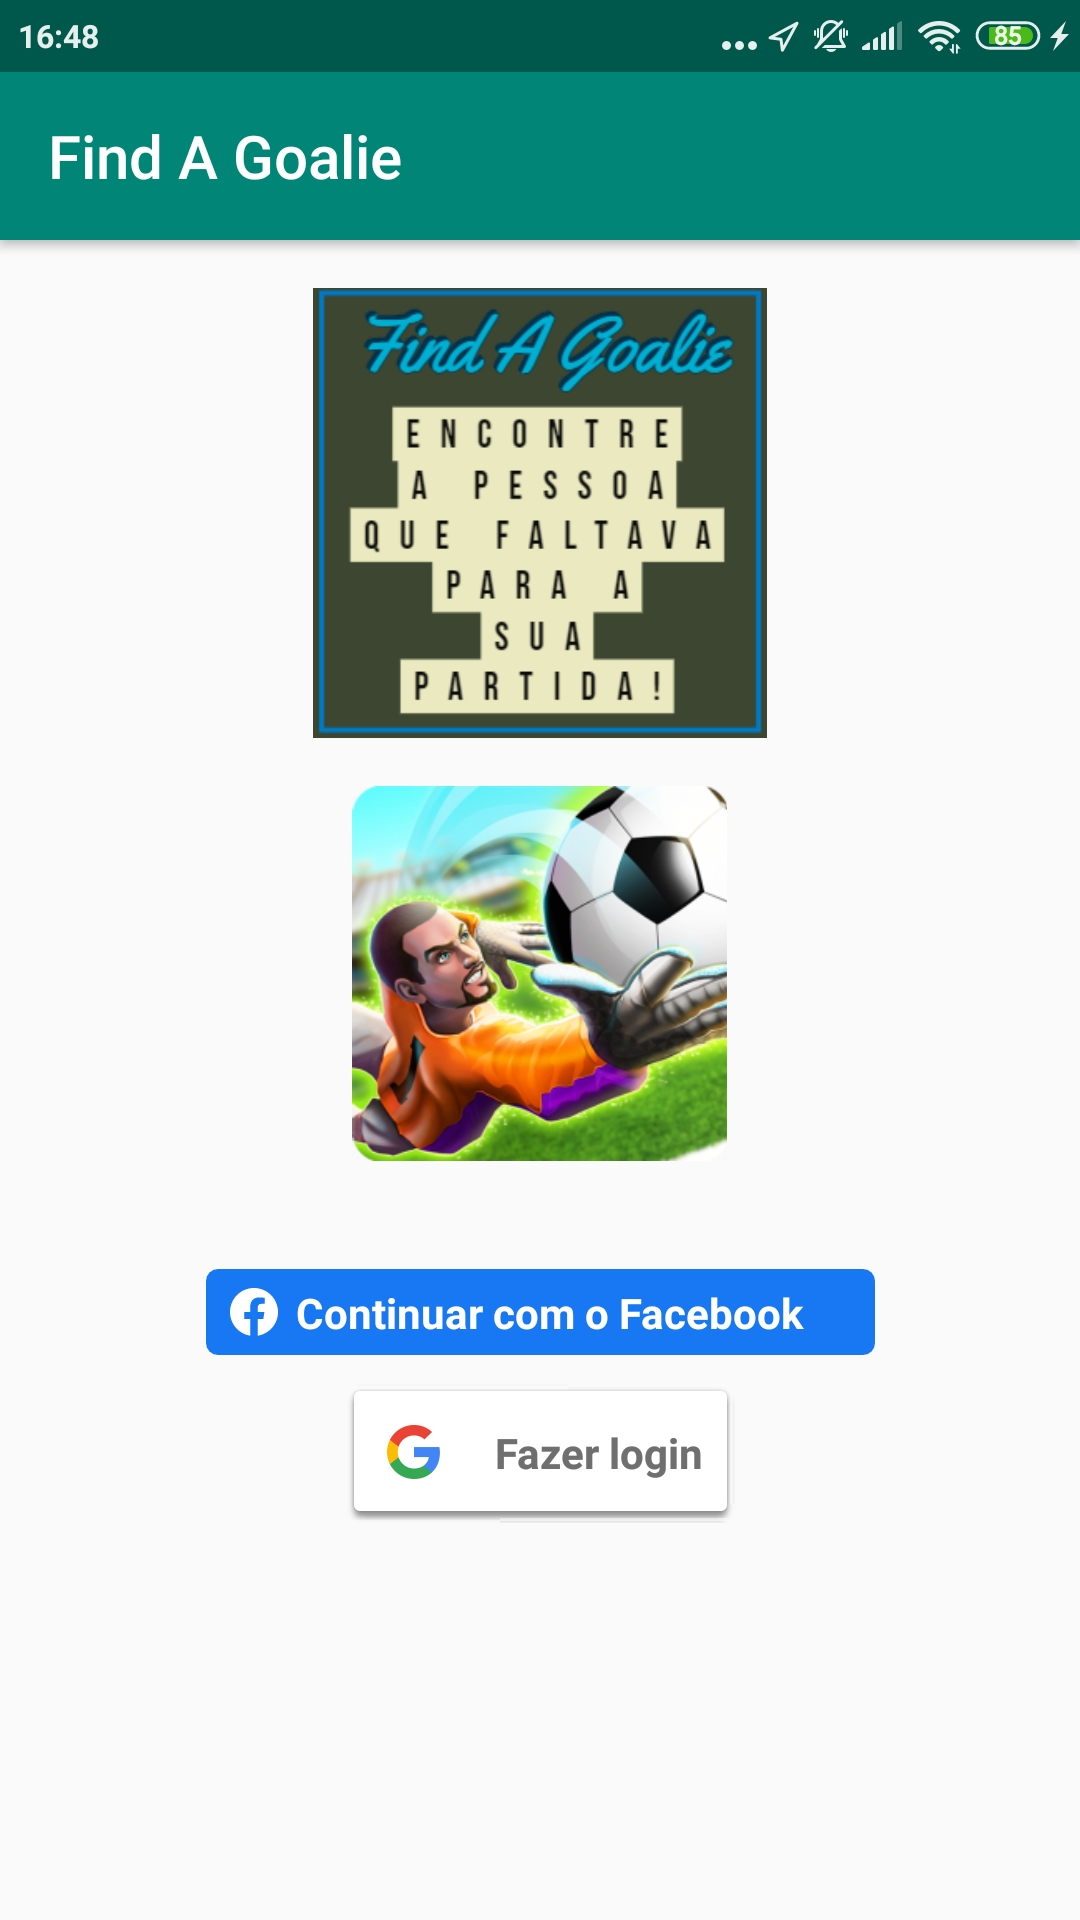 16:48
85
Find A Goalie
Find A Goalie
ENCONTRE
A PESSOA
QUE FALTAVA
PARA A
SUA
PARTIDA!
Continuar com o Facebook
Fazer login